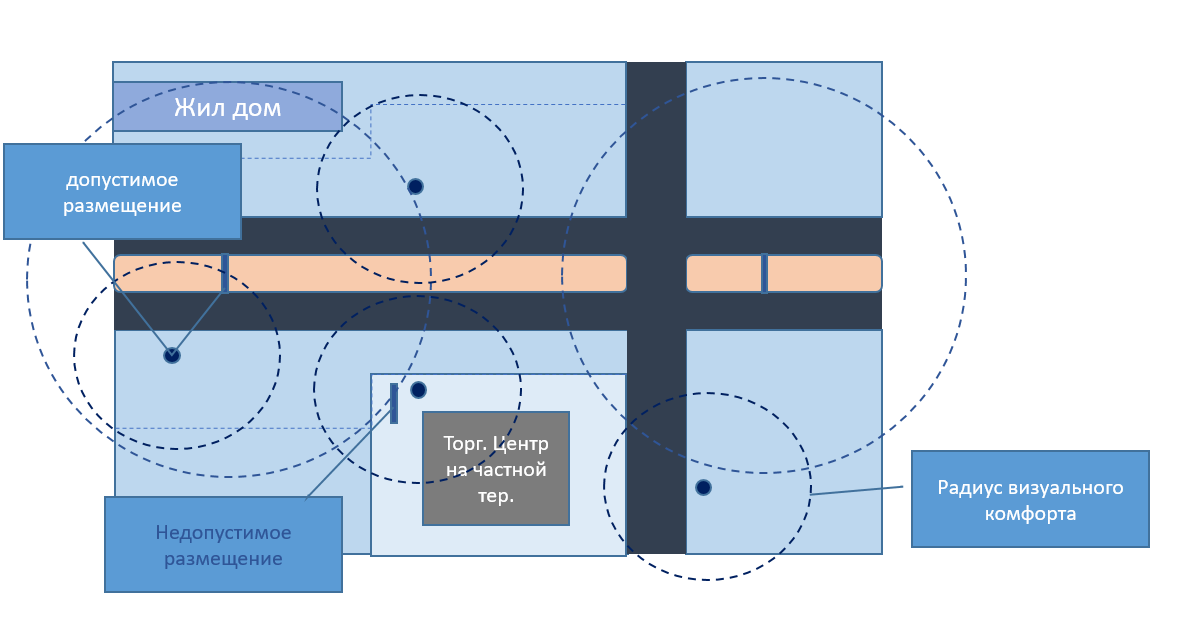 Жил дом
допустимое
размещение
Торг. Центр
на частной
тер.
Радиус визуального
комфорта
Недопустимое
размещение